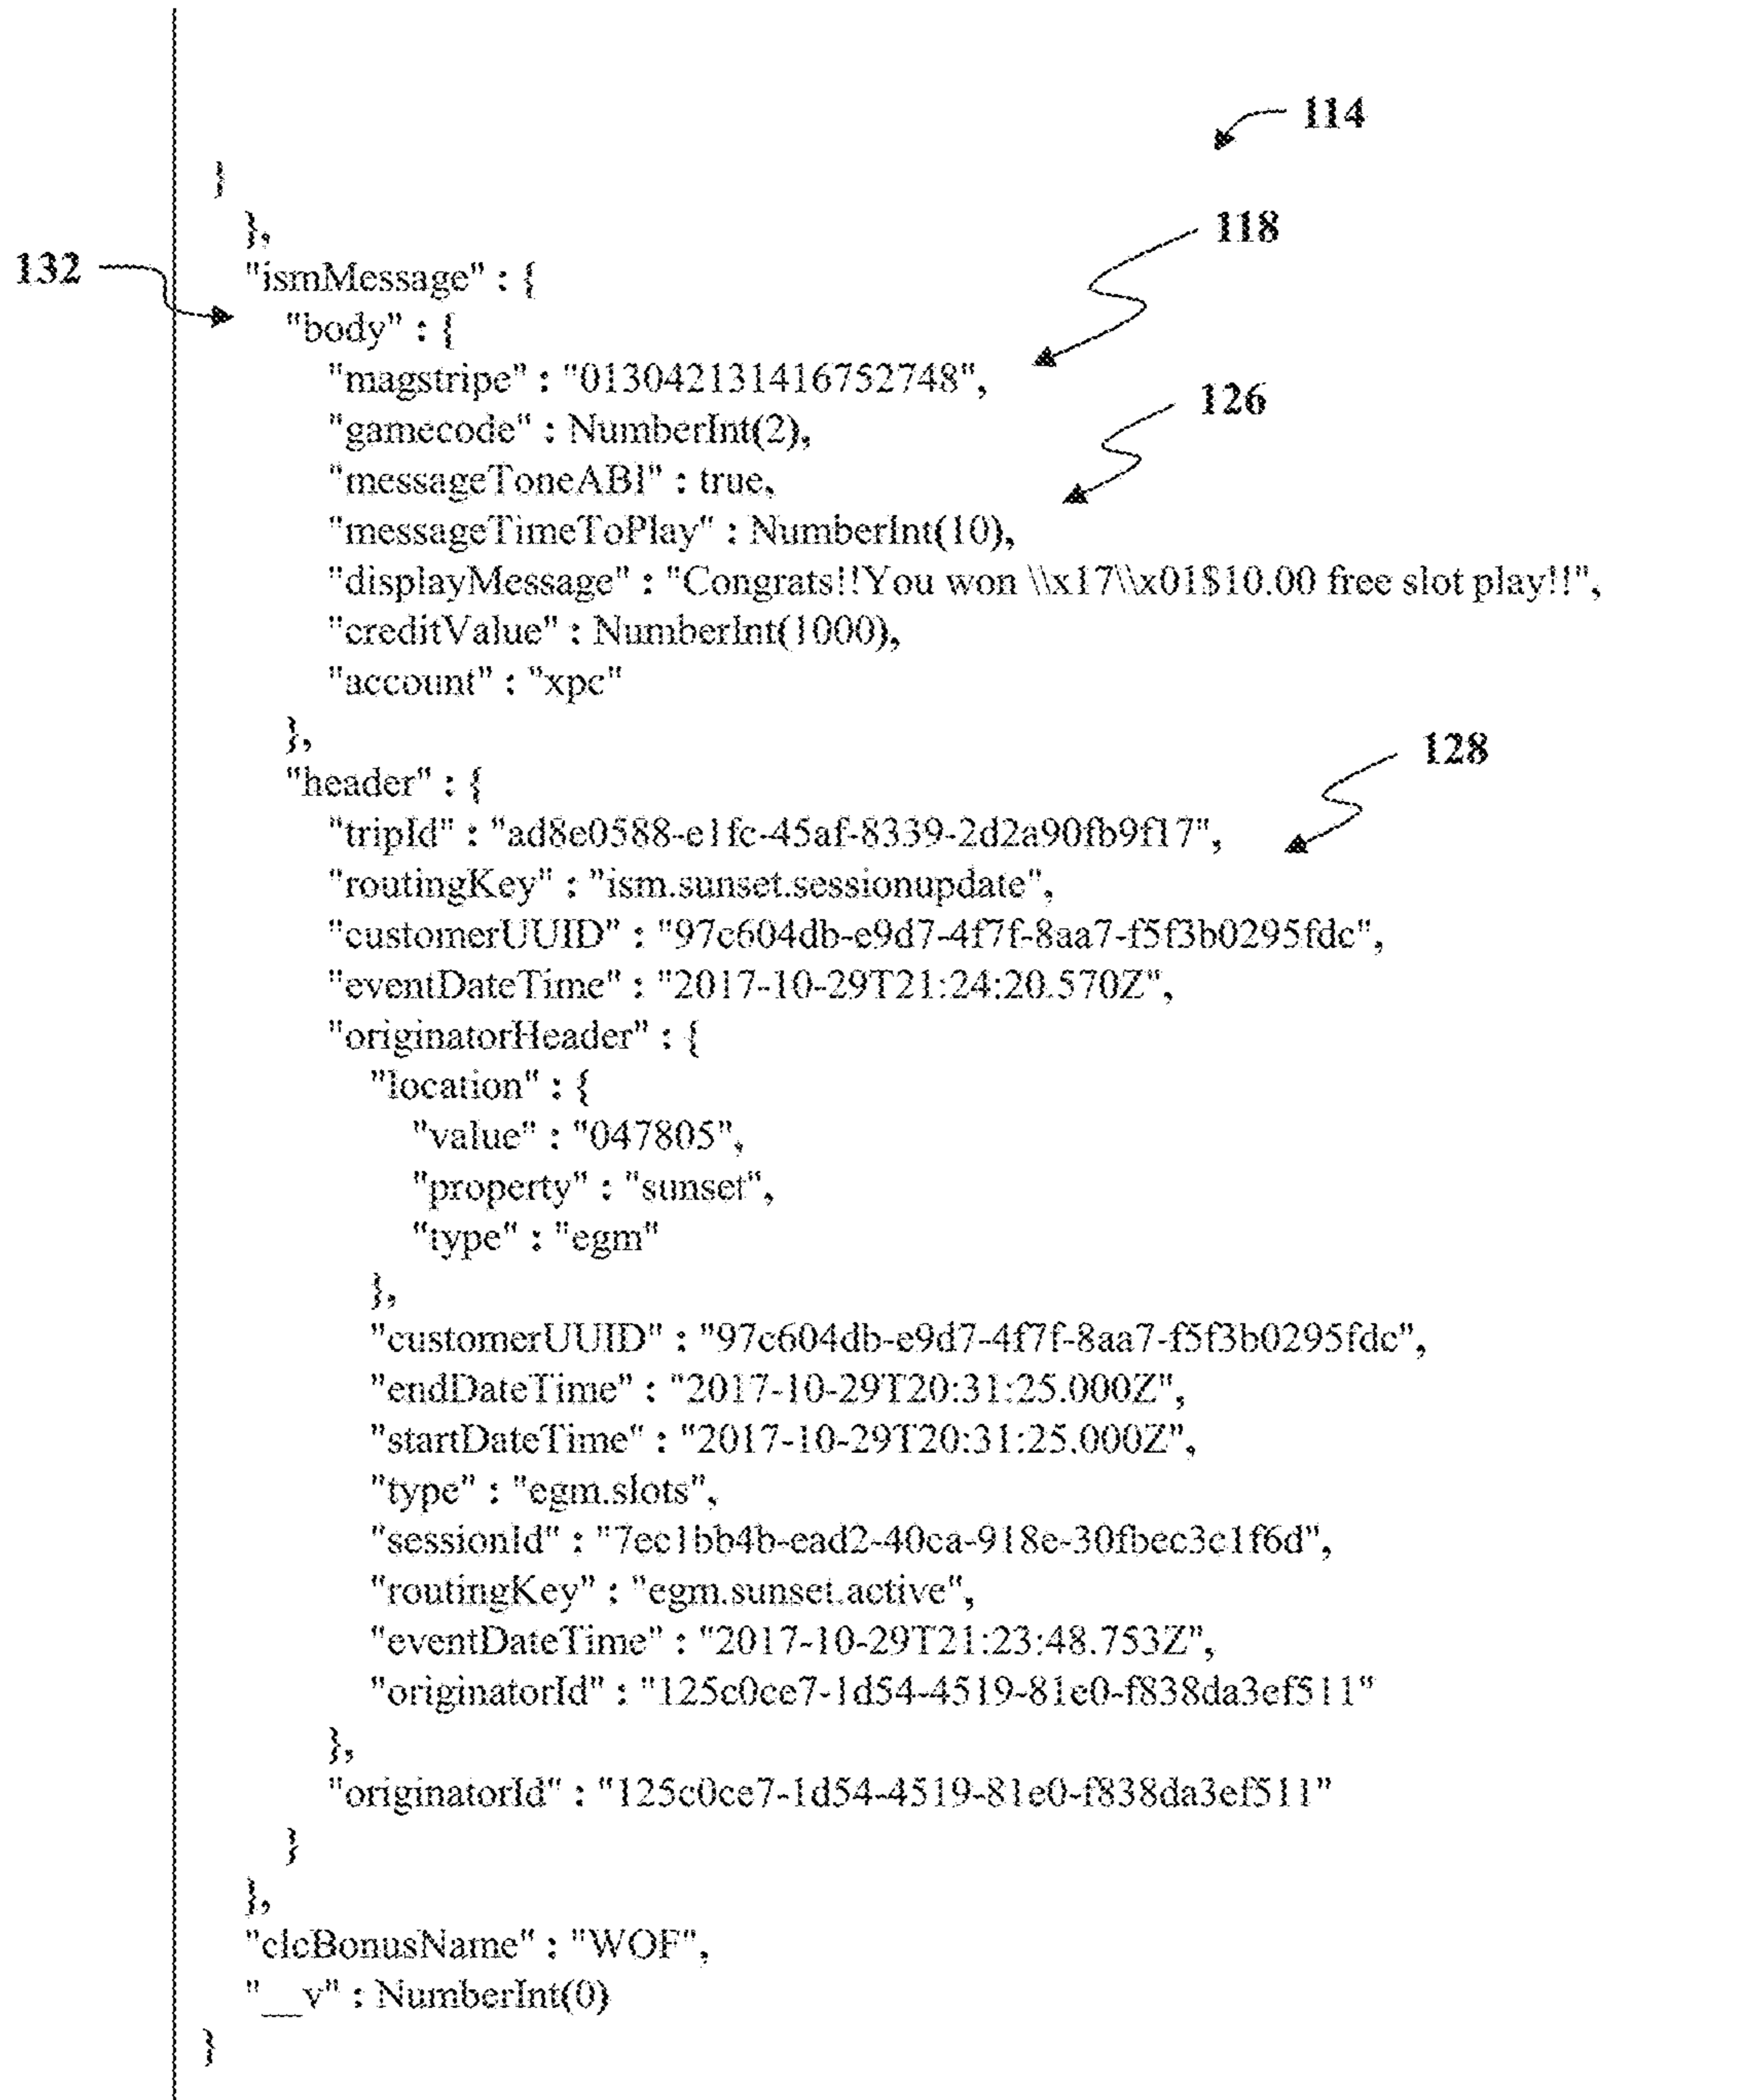 114
}
},
118
132
"ismMessage" : {
"body" : {
"magstripe" : "013042131416752748",
126
"gamecode" : NumberInt(2),
"messageToneABI" : true,
"messageTimeToPlay" : NumberInt(10),
"displayMessage" : "Congrats!!You won \\x17\\x01$10.00 free slot play!!",
"creditValue" : NumberInt(1000),
"account" : "xpc"
},
128
"header" : {
"tripId" : "ad8e0588-e1fc-45af-8339-2d2a90fb9f17",
"routingKey" : "ism.sunset.sessionupdate",
"customerUUID" : "97c604db-e9d7-4f7f-8aa7-f5f3b0295fdc",
"eventDateTime" : "2017-10-29T21:24:20.570Z",
"originatorHeader" : {
"location" : {
"value" : "047805",
"property" : "sunset",
"type" : "egm"
},
"customerUUID" : "97c604db-e9d7-4f7f-8aa7-f5f3b0295fdc",
"endDateTime" : "2017-10-29T20:31:25.000Z",
"startDateTime" : "2017-10-29T20:31:25.000Z",
"type" : "egm.slots",
"sessionId" : "7ec1bb4b-ead2-40ca-918e-30fbec3c1f6d",
"routingKey" : "egm.sunset.active",
"eventDateTime" : "2017-10-29T21:23:48.753Z",
"originatorId" : "125c0ce7-1d54-4519-81e0-f838da3ef511"
},
"originatorId" : "125c0ce7-1d54-4519-81e0-f838da3ef511"
}
},
"clcBonusName" : "WOF",
"__v" : NumberInt(0)
}